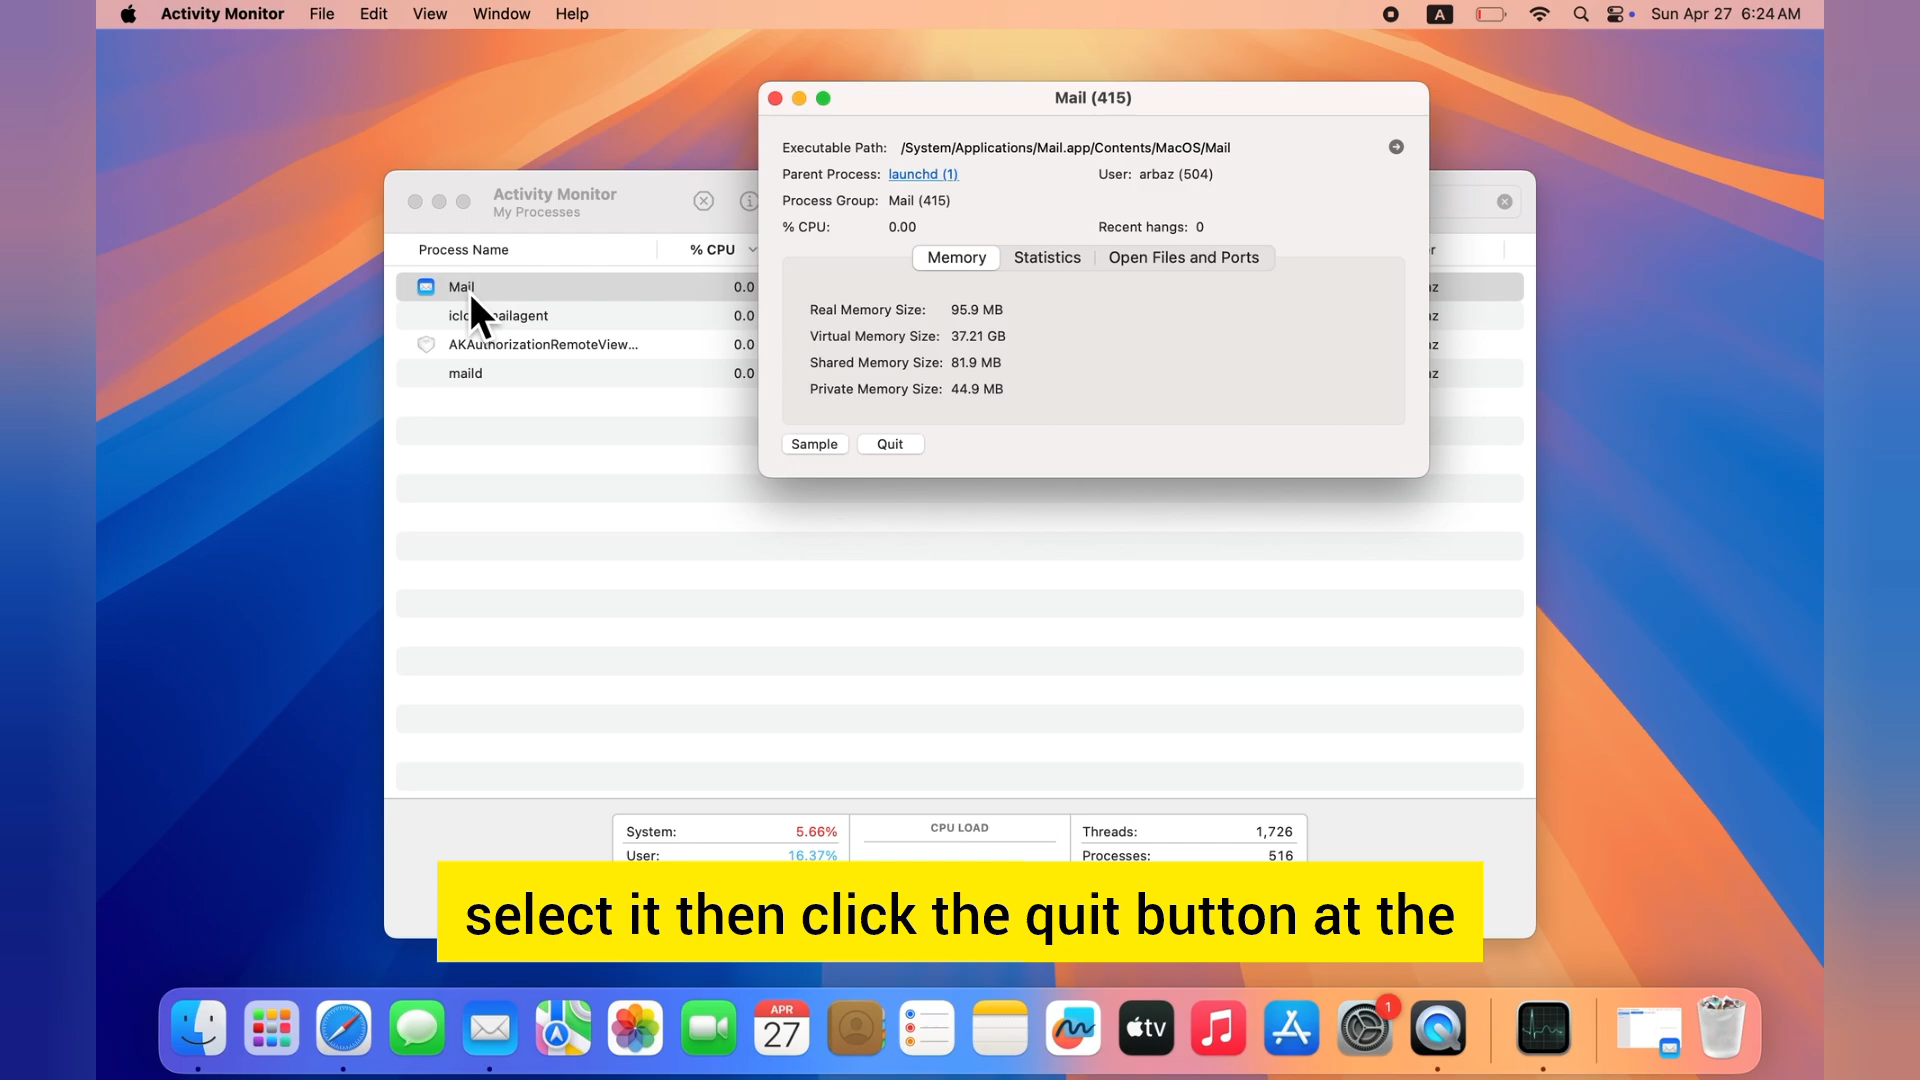 Activity Monitor File Edit View Window Help
A Sun Apr 27 6:24 AM
Mail (415)
Executable Path: /System/Applications/Mail.app/Contents/MacOS/Mail
Parent Process: launchd (1) User: arbaz (504)
Process Group: Mail (415)
% CPU: 0.00 Recent hangs: 0
Memory Statistics Open Files and Ports
Real Memory Size: 95.9 MB
Virtual Memory Size: 37.21 GB
Shared Memory Size: 81.9 MB
Private Memory Size: 44.9 MB
Sample Quit
Activity Monitor
My Processes
Process Name % CPU
Mail 0.0
0.0
AKAuthorizationRemoteView... 0.0
maild 0.0
System: 5.66% CPU LOAD Threads: 1,726
User: 16.37% Processes: 516
select it then click the quit button at the
APR
27
tv
1